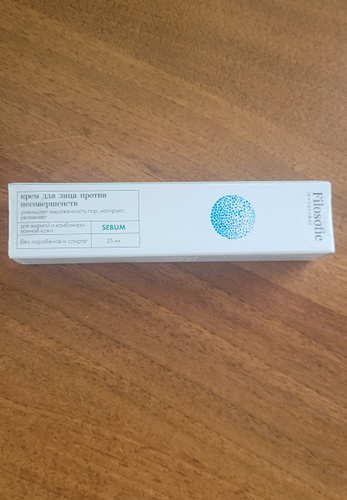 крем для лица против
несовершенств
уменьшает выраженность пор, матирует,
увлажняет
для жирной и комбиниро-
ванной кожи
SEBUM
без парабенов и спирта*
25 мл
Filosofic